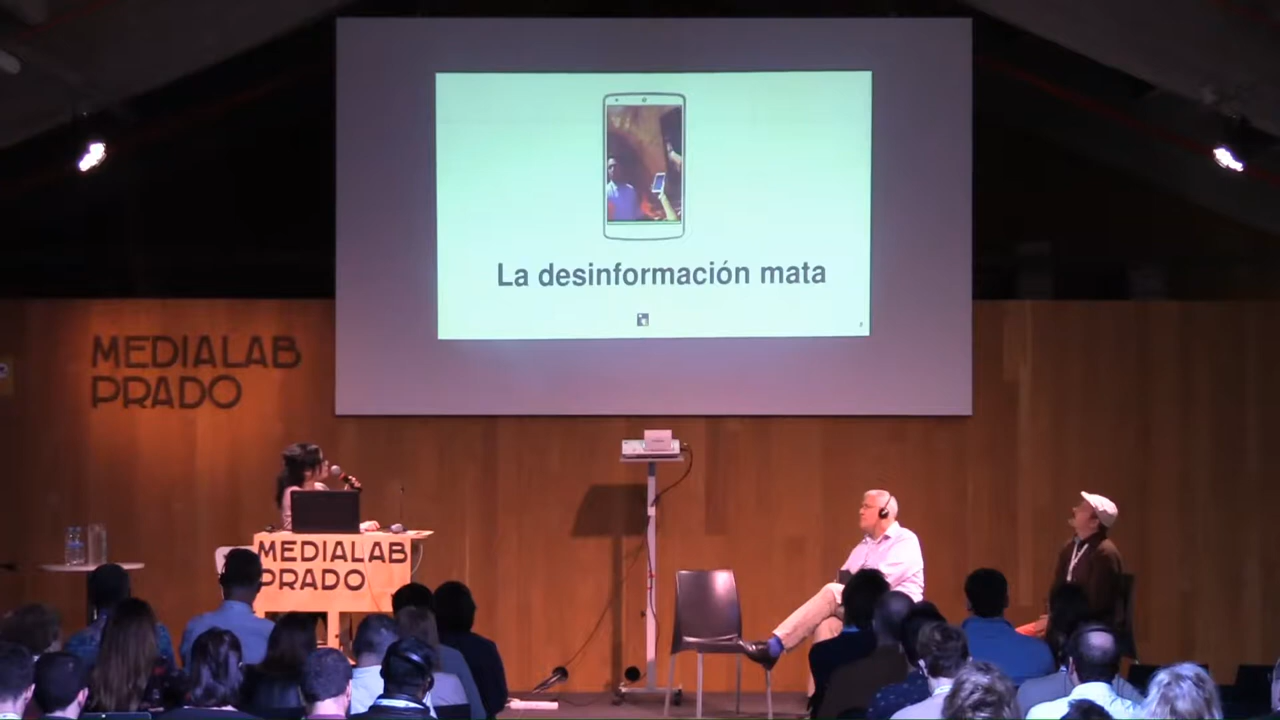 La desinformación mata
MEDIALAB
PRADO
MEDIALAB
PRADO